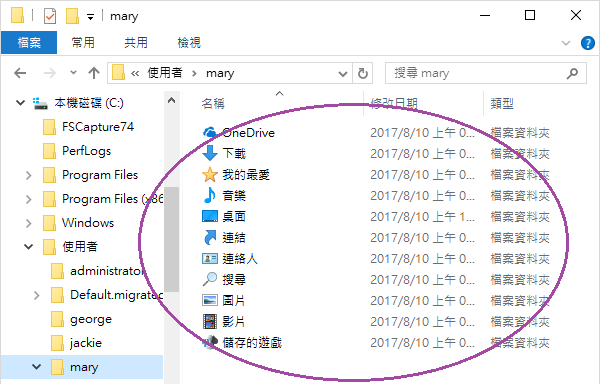 mary
檔案 常用 共用 檢視
« 使用者 › mary
搜尋 mary
本機磁碟 (C:)
FSCapture74
PerfLogs
Program Files
Program Files (x86
Windows
使用者
administrator
Default.migrated
george
jackie
mary
名稱 修改日期 類型
OneDrive 2017/8/10 上午 0... 檔案資料夾
下載 2017/8/10 上午 0... 檔案資料夾
我的最愛 2017/8/10 上午 0... 檔案資料夾
音樂 2017/8/10 上午 0... 檔案資料夾
桌面 2017/8/10 上午 1... 檔案資料夾
連結 2017/8/10 上午 0... 檔案資料夾
連絡人 2017/8/10 上午 0... 檔案資料夾
搜尋 2017/8/10 上午 0... 檔案資料夾
圖片 2017/8/10 上午 0... 檔案資料夾
影片 2017/8/10 上午 0... 檔案資料夾
儲存的遊戲 2017/8/10 上午 0... 檔案資料夾